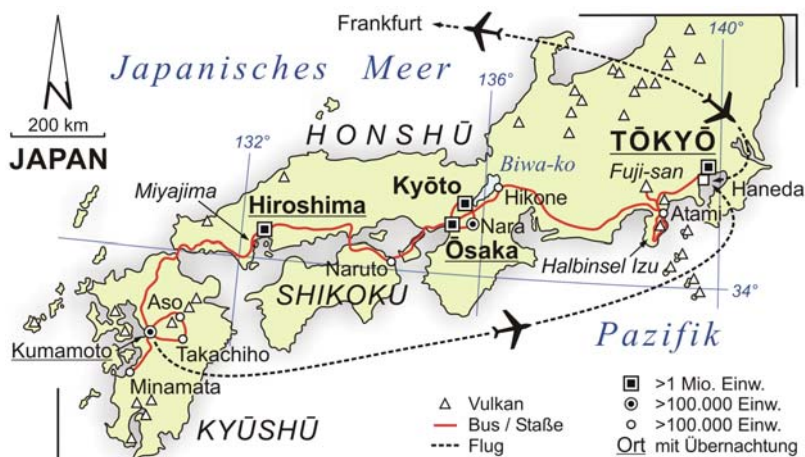 Frankfurt
140°
Japanisches Meer
136°
N
200 km
JAPAN
132°
HONSHŪ
TŌKYŌ
Biwa-ko
Fuji-san
Miyajima
Kyōto
Haneda
Hiroshima
Hikone
Atami
Nara
Ōsaka
Naruto
Halbinsel Izu
SHIKOKU
34°
Aso
Pazifik
Kumamoto
Takachiho
Minamata
KYŪSHŪ
Vulkan
Bus / Staße
Flug
>1 Mio. Einw.
>100.000 Einw.
>100.000 Einw.
Ort mit Übernachtung